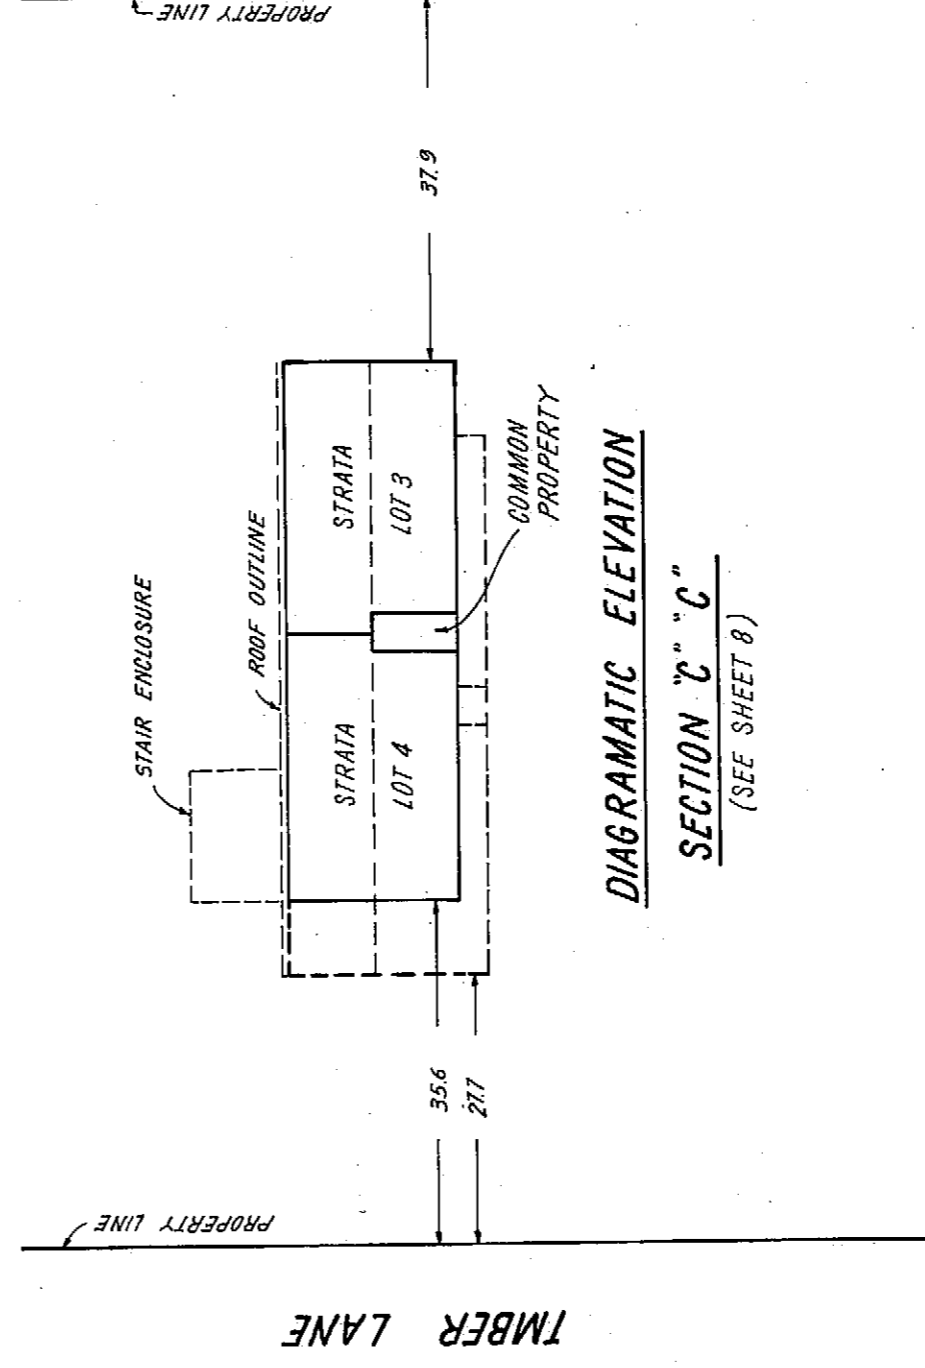 PROPERTY LINE
37.9
STAIR ENCLOSURE
ROOF OUTLINE
STRATA
LOT 3
STRATA
LOT 4
COMMON
PROPERTY
35.6
27.7
PROPERTY LINE
TMBER LANE
DIAGRAMATIC ELEVATION
SECTION "C" "C"
(SEE SHEET 8)